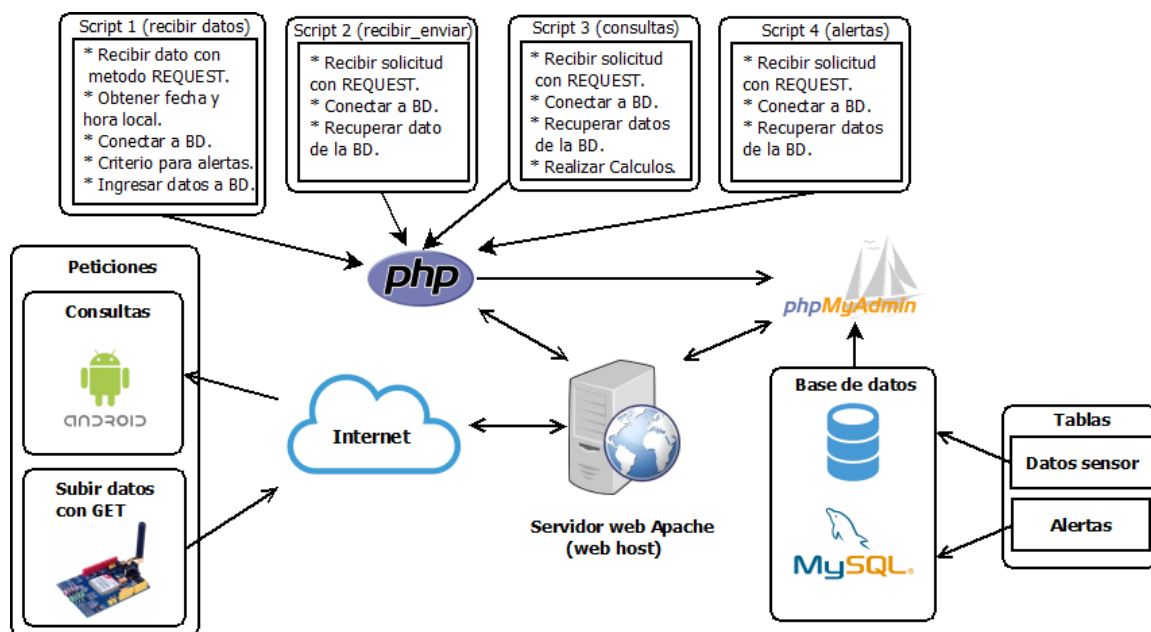 Script 1 (recibir datos)
* Recibir dato con
metodo REQUEST.
* Obtener fecha y
hora local.
* Conectar a BD.
* Criterio para alertas.
* Ingresar datos a BD.
Script 2 (recibir_enviar)
* Recibir solicitud
con REQUEST.
* Conectar a BD.
* Recuperar dato
de la BD.
Script 3 (consultas)
* Recibir solicitud
con REQUEST.
* Conectar a BD.
* Recuperar datos
de la BD.
* Realizar Calculos.
Script 4 (alertas)
* Recibir solicitud
con REQUEST.
* Conectar a BD.
* Recuperar datos
de la BD.
php
phpMyAdmin
Peticiones
Consultas
android
Subir datos
con GET
Internet
Servidor web Apache
(web host)
Base de datos
MySQL®
Tablas
Datos sensor
Alertas